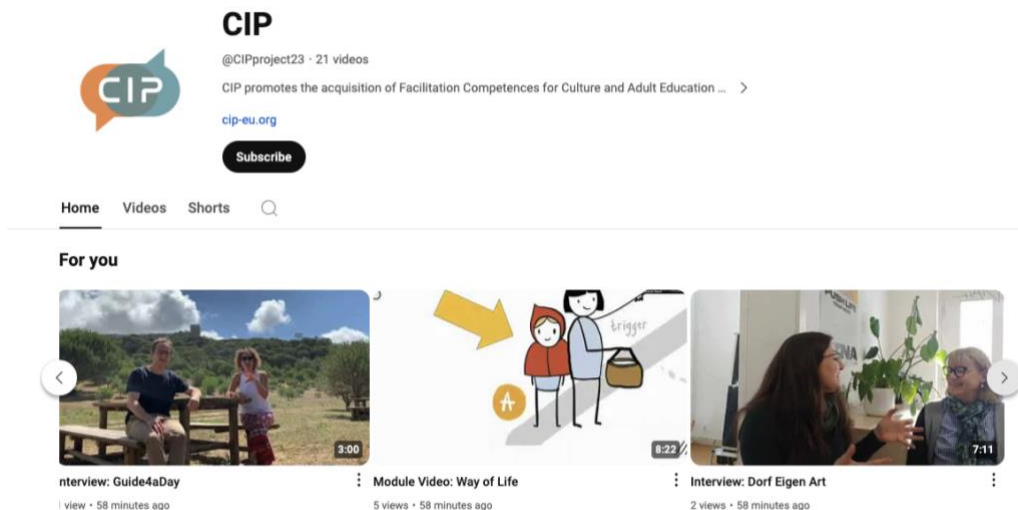 CIP
CIP
@CIPproject23 · 21 videos
CIP promotes the acquisition of Facilitation Competences for Culture and Adult Education ...
cip-eu.org
Subscribe
Home Videos Shorts
For you
trigger
A
3:00
8:22
7:11
nterview: Guide4aDay
Module Video: Way of Life
Interview: Dorf Eigen Art
view • 58 minutes ago
5 views • 58 minutes ago
2 views • 58 minutes ago